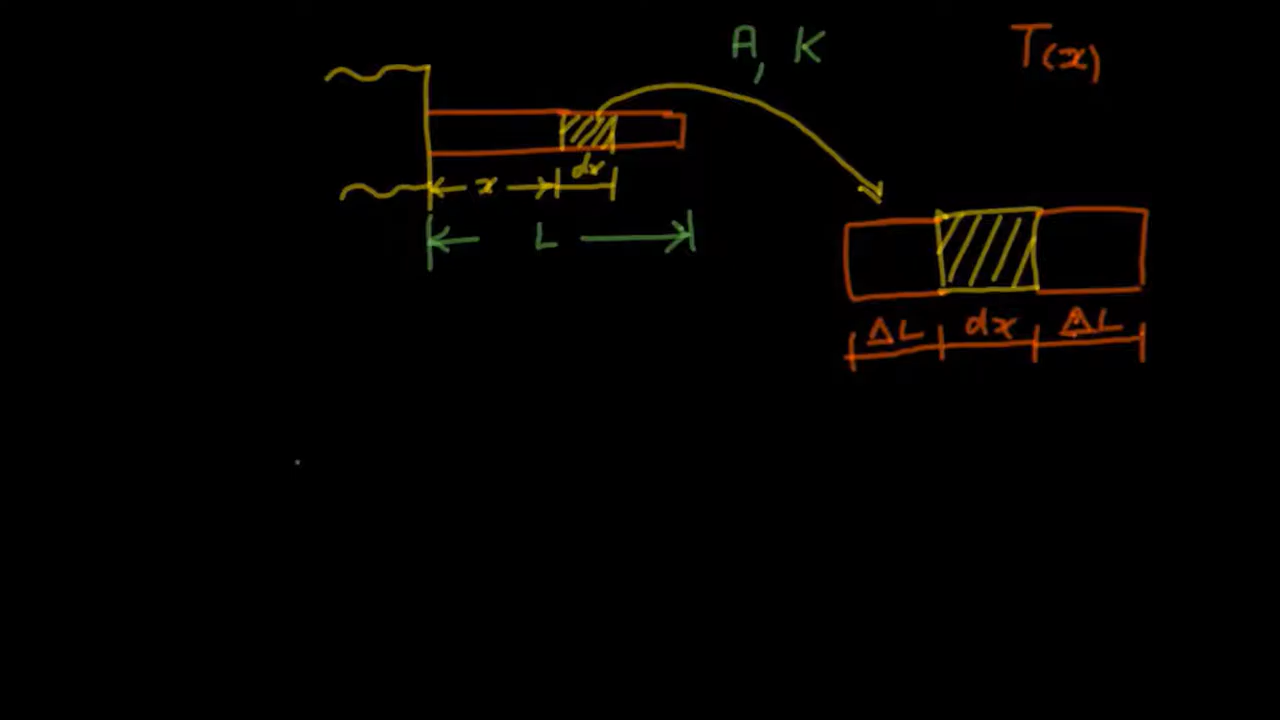 A, K
T(x)
dx
x
L
ΔL dx ΔL